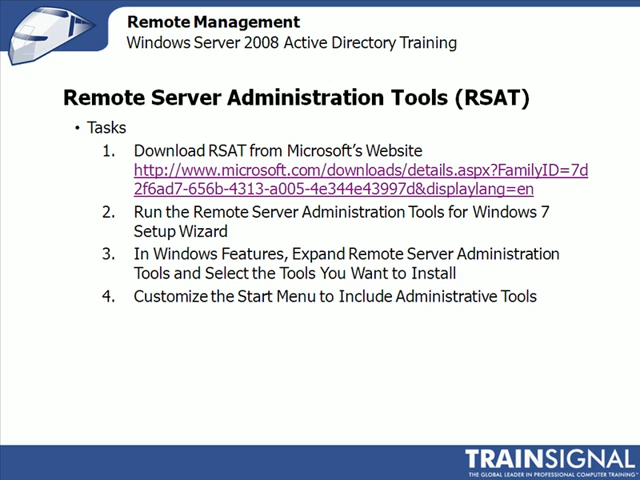 Remote Management
Windows Server 2008 Active Directory Training
Remote Server Administration Tools (RSAT)
• Tasks
1. Download RSAT from Microsoft's Website
http://www.microsoft.com/downloads/details.aspx?FamilyID=7d
2f6ad7-656b-4313-a005-4e344e43997d&displaylang=en
2. Run the Remote Server Administration Tools for Windows 7
Setup Wizard
3. In Windows Features, Expand Remote Server Administration
Tools and Select the Tools You Want to Install
4. Customize the Start Menu to Include Administrative Tools
TRAINSIGNAL
THE GLOBAL LEADER IN PROFESSIONAL COMPUTER TRAINING